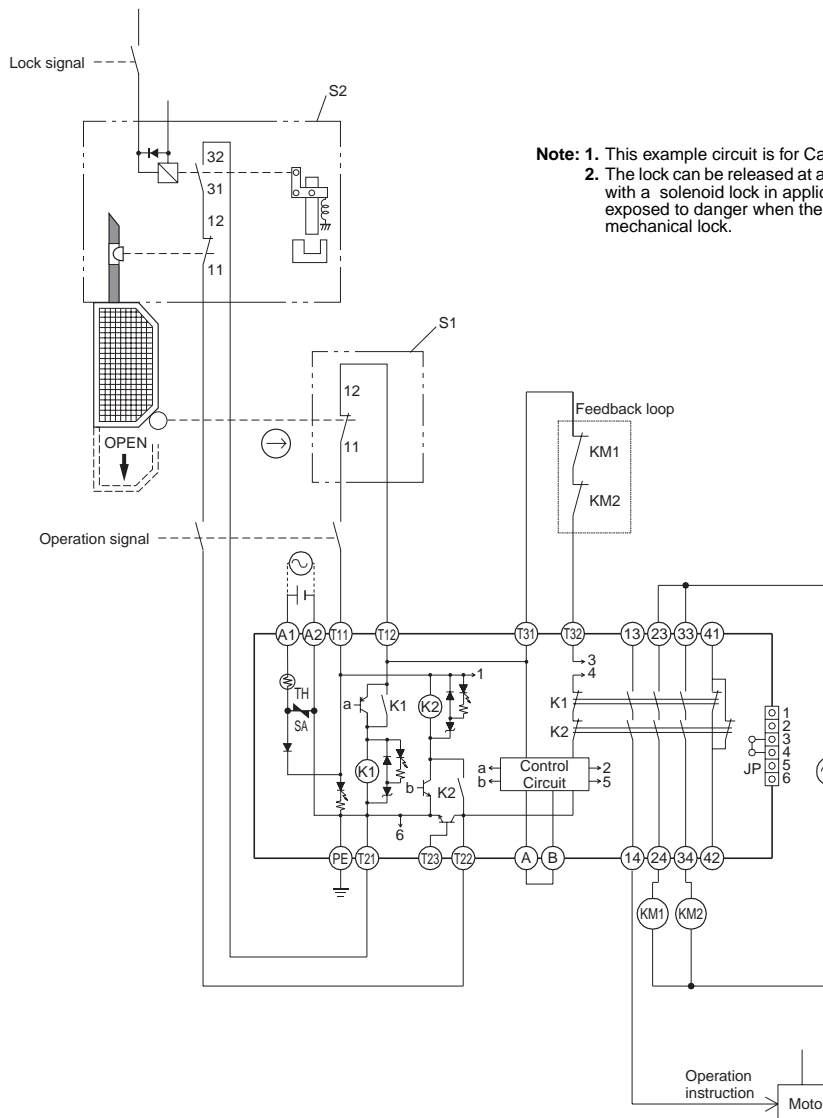 Lock signal
S2
32
31
12
11
Note: 1. This example circuit is for Ca
2. The lock can be released at a
with a solenoid lock in applic
exposed to danger when the
mechanical lock.
S1
12
11
OPEN
Feedback loop
KM1
KM2
Operation signal
A1 A2 T11 T12 T31 T32 13 23 33 41
3
4
1
TH
SA
a
K1
K2
K1
K2
K1
b
K2
a
b
Control
Circuit
2
5
6
JP
1
2
3
4
5
6
PE T21 T23 T22 A B 14 24 34 42
KM1 KM2
Operation
instruction
Moto